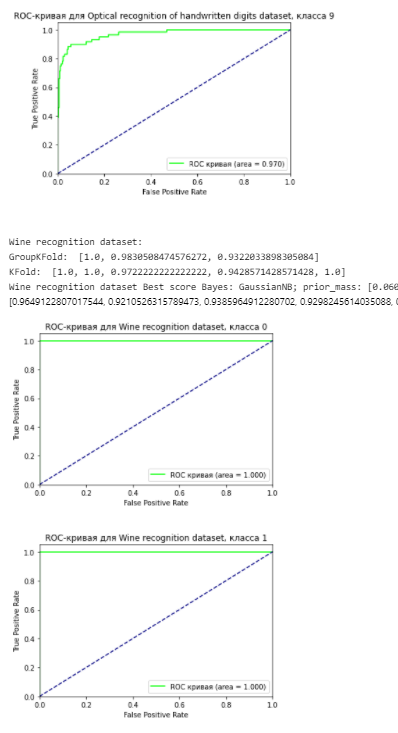 ROC-кривая для Optical recognition of handwritten digits dataset, класса 9
True Positive Rate
1.0
0.8
0.6
0.4
0.2
0.0
ROC кривая (area = 0.970)
0.0 0.2 0.4 0.6 0.8 1.0
False Positive Rate
Wine recognition dataset:
GroupKFold: [1.0, 0.9830508474576272, 0.9322033898305084]
KFold: [1.0, 1.0, 0.9722222222222222, 0.9428571428571428, 1.0]
Wine recognition dataset Best score Bayes: GaussianNB; prior_mass: [0.060
[0.9649122807017544, 0.9210526315789473, 0.9385964912280702, 0.9298245614035088, 0
ROC-кривая для Wine recognition dataset, класса 0
True Positive Rate
1.0
0.8
0.6
0.4
0.2
0.0
ROC кривая (area = 1.000)
0.0 0.2 0.4 0.6 0.8 1.0
False Positive Rate
ROC-кривая для Wine recognition dataset, класса 1
True Positive Rate
1.0
0.8
0.6
0.4
0.2
0.0
ROC кривая (area = 1.000)
0.0 0.2 0.4 0.6 0.8 1.0
False Positive Rate